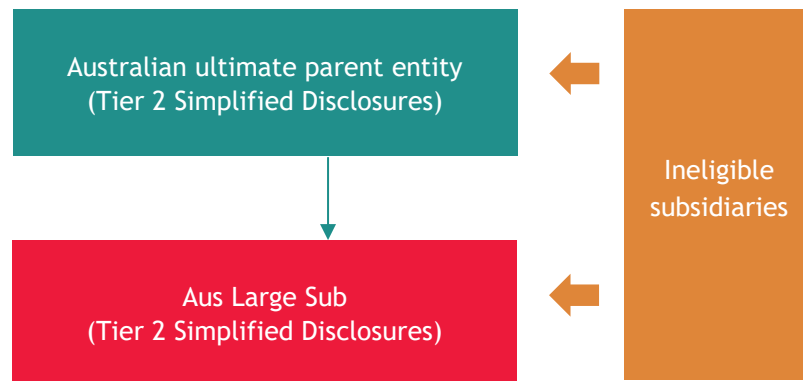 Australian ultimate parent entity
(Tier 2 Simplified Disclosures)
Ineligible
subsidiaries
Aus Large Sub
(Tier 2 Simplified Disclosures)